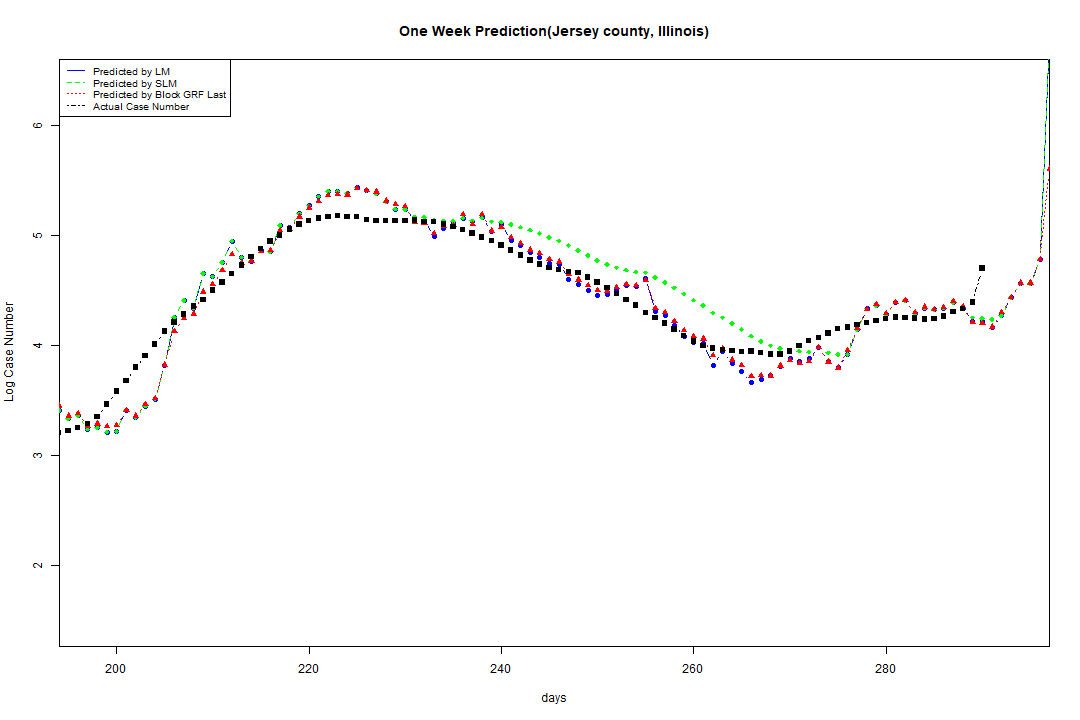 One Week Prediction(Jersey county, Illinois)
Predicted by LM
Predicted by SLM
Predicted by Block GRF Last
Actual Case Number
6
5
4
3
2
Log Case Number
200 220 240 260 280
days